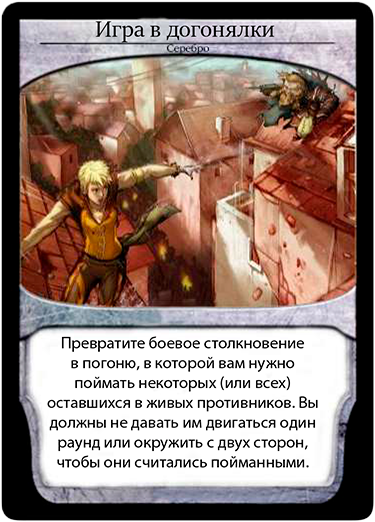 Игра в догонялки
Серебро
Превратите боевое столкновение
в погоню, в которой вам нужно
поймать некоторых (или всех)
оставшихся в живых противников. Вы
должны не давать им двигаться один
раунд или окружить с двух сторон,
чтобы они считались пойманными.